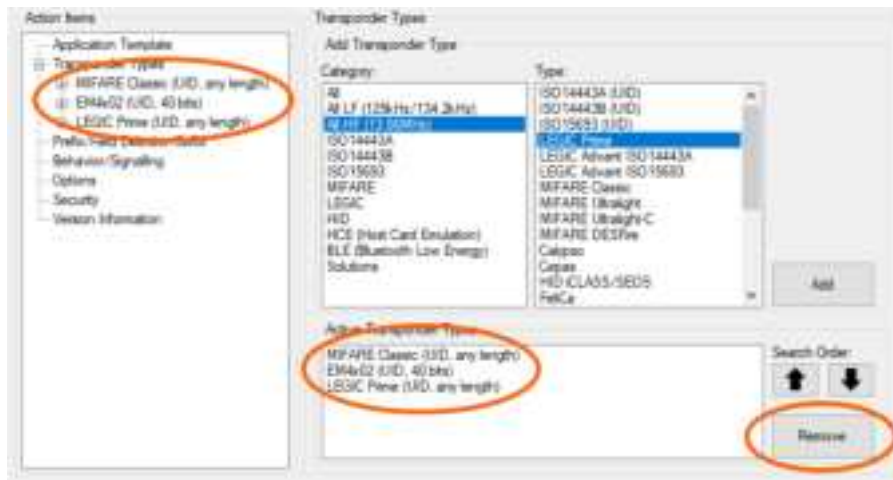 Action Items
Application Template
Transponder Types
MIFARE Classic (UID, any length)
EM4x02 (UID, 40 bits)
LEGIC Prime (UID, any length)
Behavior/Signalling
Options
Security
Version Information
Transponder Types
Add Transponder Type
Category:
All
All LF (125kHz/134.2kHz)
All HF (13.56MHz)
ISO14443A
ISO14443B
ISO15693
MIFARE
LEGIC
HID
HCE (Host Card Emulation)
BLE (Bluetooth Low Energy)
Solutions
Type:
ISO14443A (UID)
ISO14443B (UID)
ISO15693 (UID)
LEGIC Prime
LEGIC Advant ISO14443A
LEGIC Advant ISO15693
MIFARE Classic
MIFARE Ultralight
MIFARE Ultralight-C
MIFARE DESFire
Calypso
Cepas
HID iCLASS/SEOS
FeliCa
Add
Active Transponder Types
MIFARE Classic (UID, any length)
EM4x02 (UID, 40 bits)
LEGIC Prime (UID, any length)
Search Order:
Remove